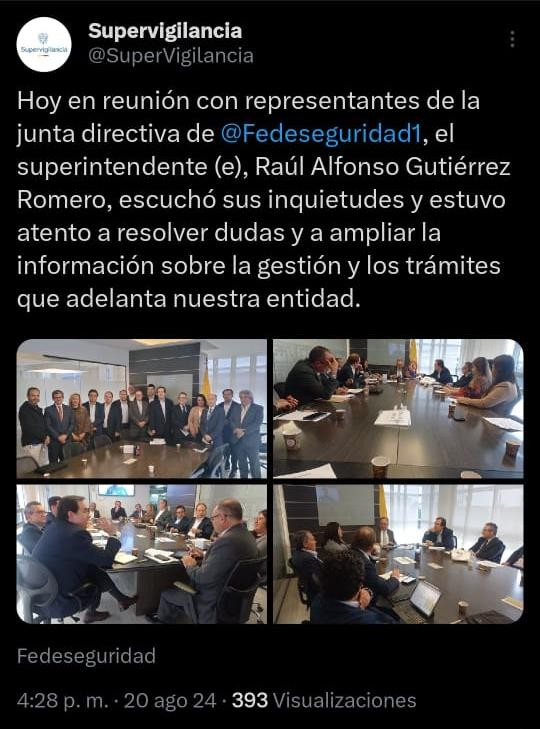 Supervigilancia
Supervigilancia
@SuperVigilancia
Hoy en reunión con representantes de la
junta directiva de @Fedeseguridad1, el
superintendente (e), Raúl Alfonso Gutiérrez
Romero, escuchó sus inquietudes y estuvo
atento a resolver dudas y a ampliar la
información sobre la gestión y los trámites
que adelanta nuestra entidad.
Fedeseguridad
4:28 p. m. · 20 ago 24 · 393 Visualizaciones